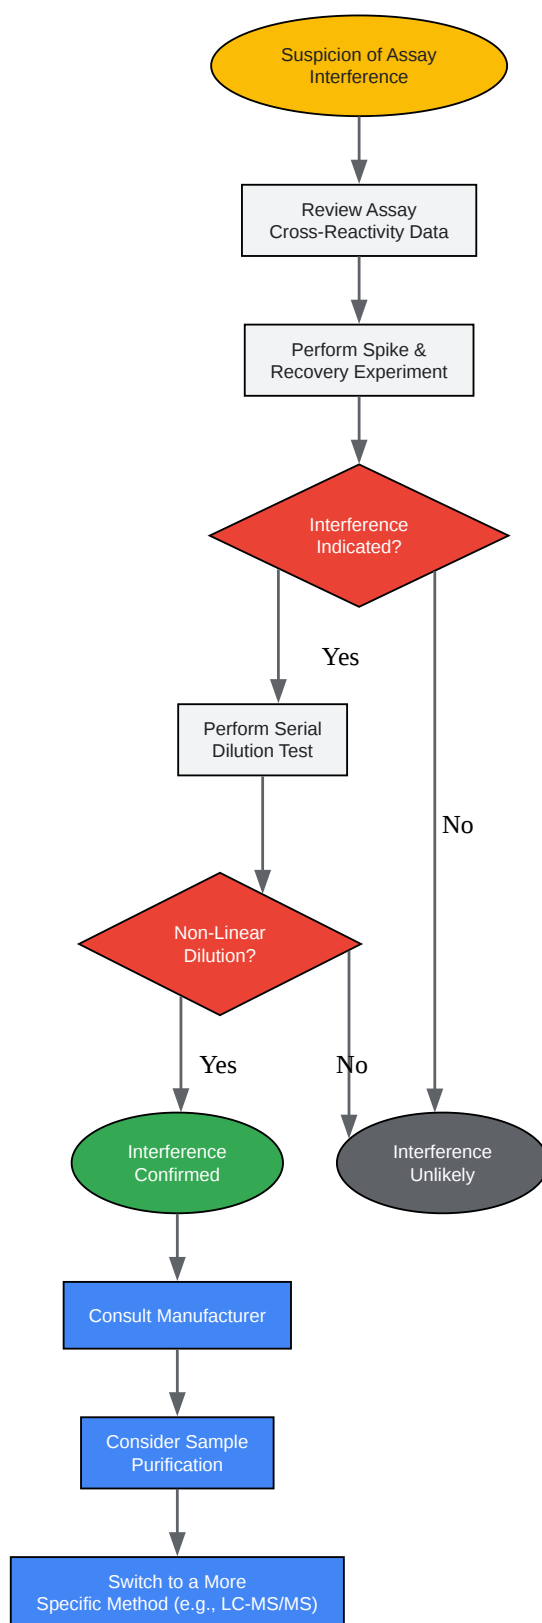 Suspicion of Assay
Interference
Review Assay
Cross-Reactivity Data
Perform Spike &
Recovery Experiment
Interference
Indicated?
Yes
Perform Serial
Dilution Test
No
Non-Linear
Dilution?
Yes
No
Interference
Confirmed
Interference
Unlikely
Consult Manufacturer
Consider Sample
Purification
Switch to a More
Specific Method (e.g., LC-MS/MS)